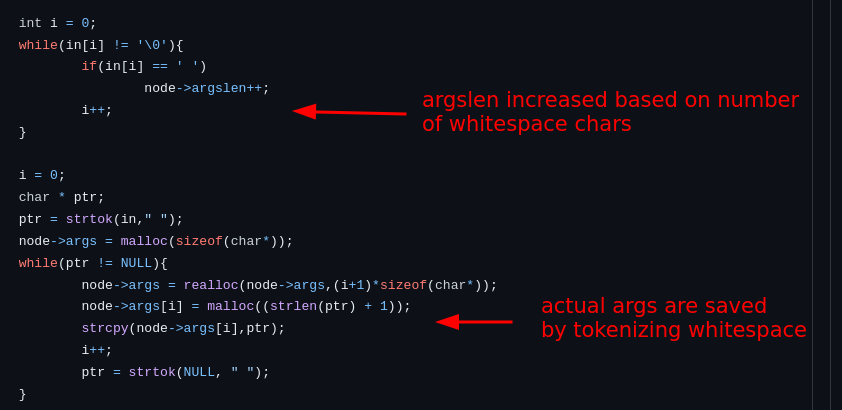 int i = 0;
while(in[i] != '\0'){
        if(in[i] == ' ')
                node->argslen++;
        i++;
}
argslen increased based on number
of whitespace chars
i = 0;
char * ptr;
ptr = strtok(in," ");
node->args = malloc(sizeof(char*));
while(ptr != NULL){
        node->args = realloc(node->args,(i+1)*sizeof(char*));
        node->args[i] = malloc((strlen(ptr) + 1));
        strcpy(node->args[i],ptr);
        i++;
        ptr = strtok(NULL, " ");
}
actual args are saved
by tokenizing whitespace